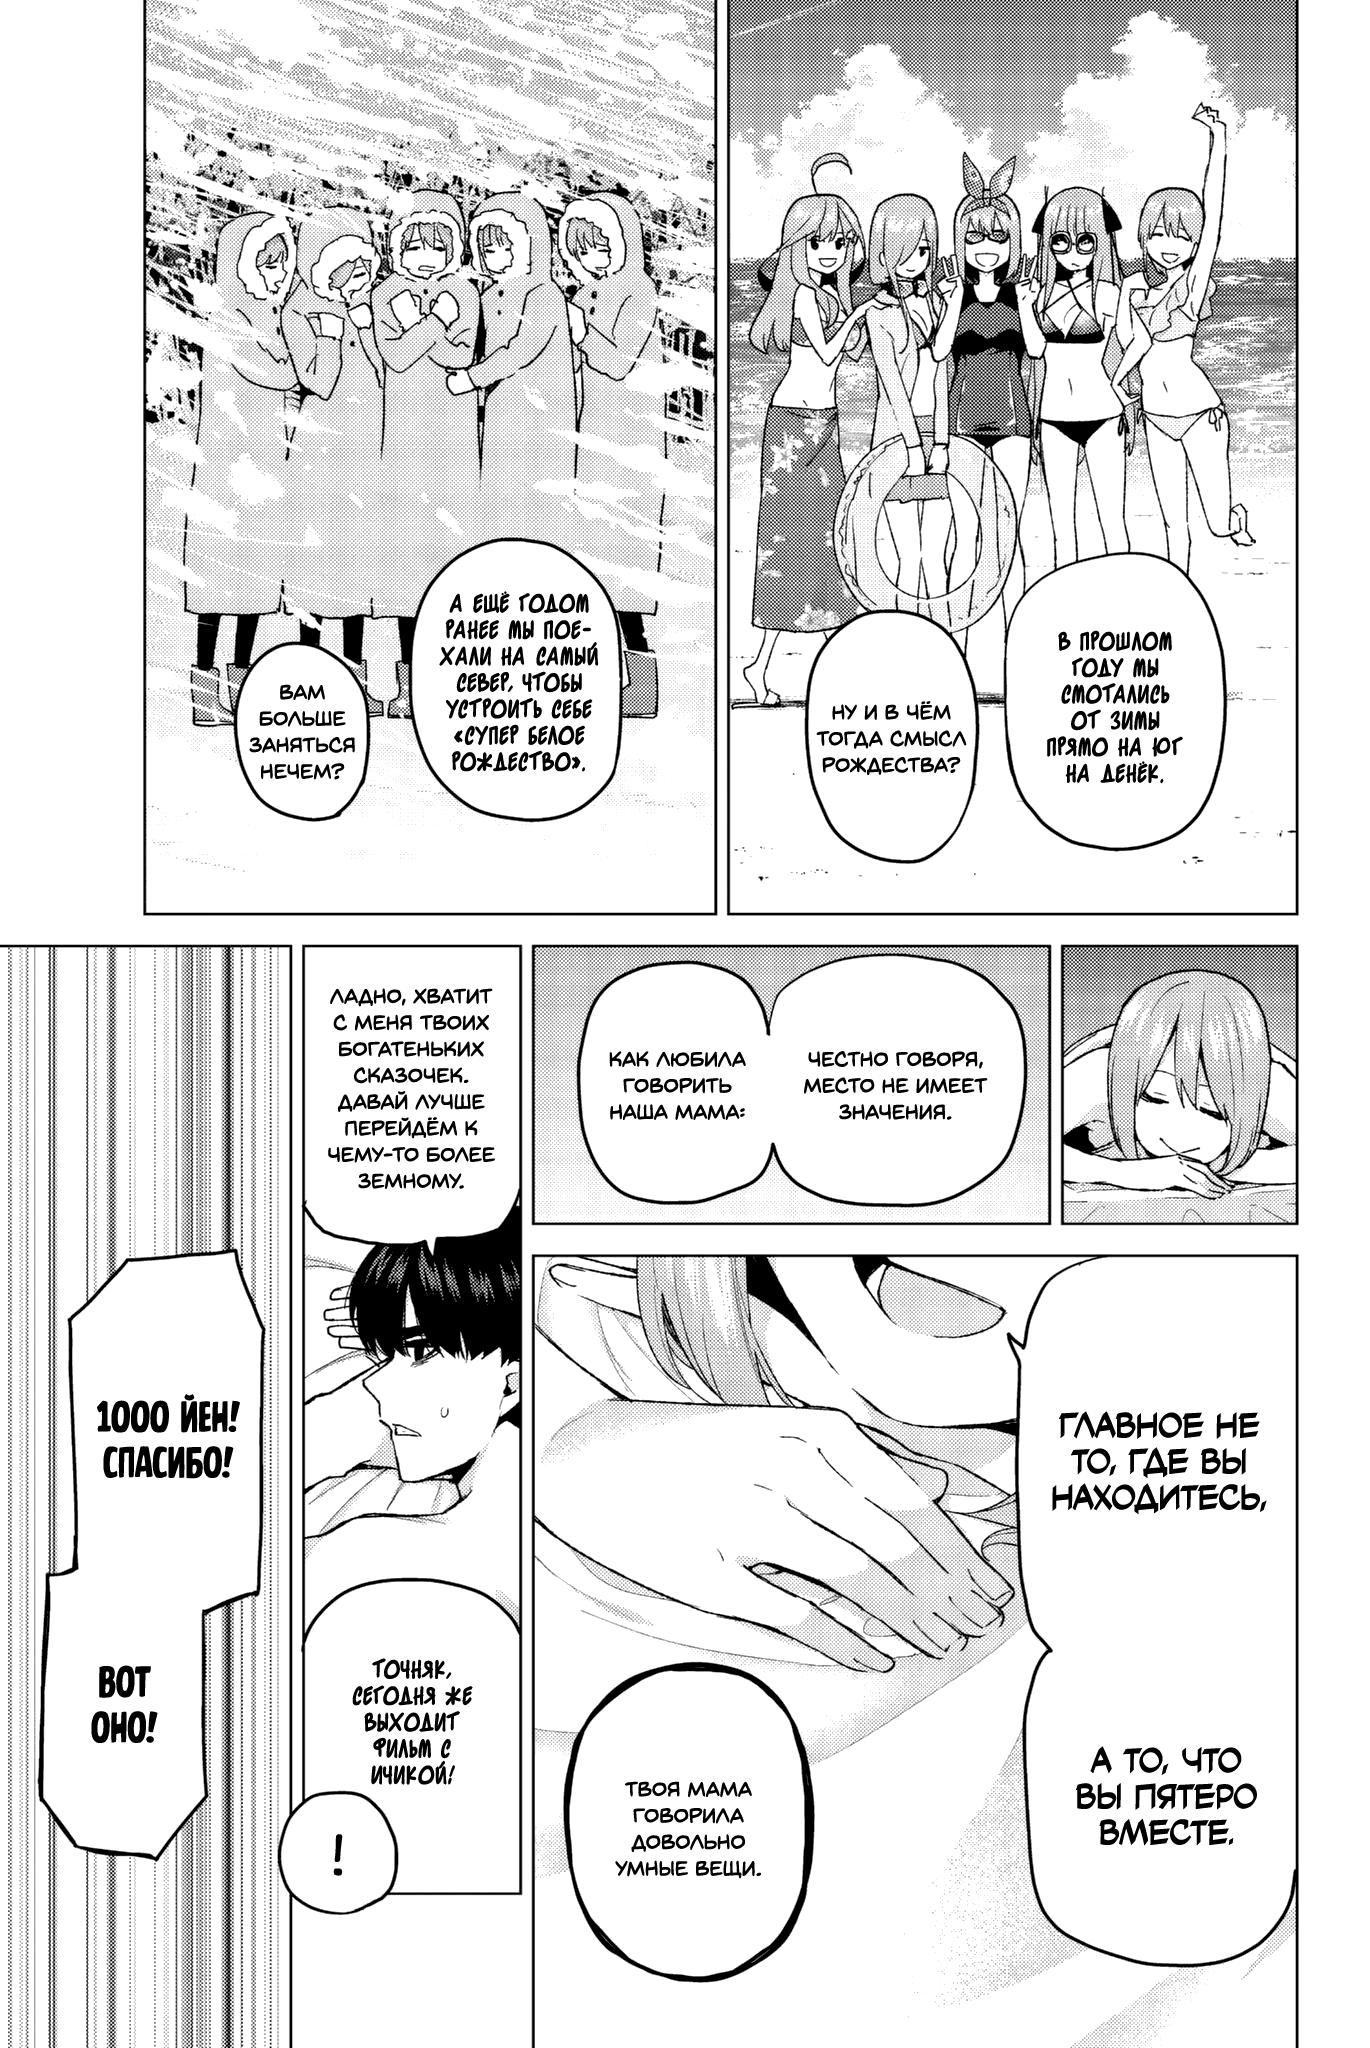 В ПРОШЛОМ
ГОДУ МЫ
СМОТАЛИСЬ
ОТ ЗИМЫ
ПРЯМО НА ЮГ
НА ДЕНЁК.
НУ И В ЧЁМ
ТОГДА СМЫСЛ
РОЖДЕСТВА?
А ЕЩЁ ГОДОМ
РАНЕЕ МЫ ПОЕ-
ХАЛИ НА САМЫЙ
СЕВЕР, ЧТОБЫ
УСТРОИТЬ СЕБЕ
«СУПЕР БЕЛОЕ
РОЖДЕСТВО».
ВАМ
БОЛЬШЕ
ЗАНЯТЬСЯ
НЕЧЕМ?
ЧЕСТНО ГОВОРЯ,
МЕСТО НЕ ИМЕЕТ
ЗНАЧЕНИЯ.
КАК ЛЮБИЛА
ГОВОРИТЬ
НАША МАМА:
ГЛАВНОЕ НЕ
ТО, ГДЕ ВЫ
НАХОДИТЕСЬ,
А ТО, ЧТО
ВЫ ПЯТЕРО
ВМЕСТЕ.
ТВОЯ МАМА
ГОВОРИЛА
ДОВОЛЬНО
УМНЫЕ ВЕЩИ.
ЛАДНО, ХВАТИТ
С МЕНЯ ТВОИХ
БОГАТЕНЬКИХ
СКАЗОЧЕК.
ДАВАЙ ЛУЧШЕ
ПЕРЕЙДЁМ К
ЧЕМУ-ТО БОЛЕЕ
ЗЕМНОМУ.
ТОЧНЯК,
СЕГОДНЯ ЖЕ
ВЫХОДИТ
ФИЛЬМ С
ИЧИКОЙ!
!
1000 ЙЕН!
СПАСИБО!
ВОТ
ОНО!